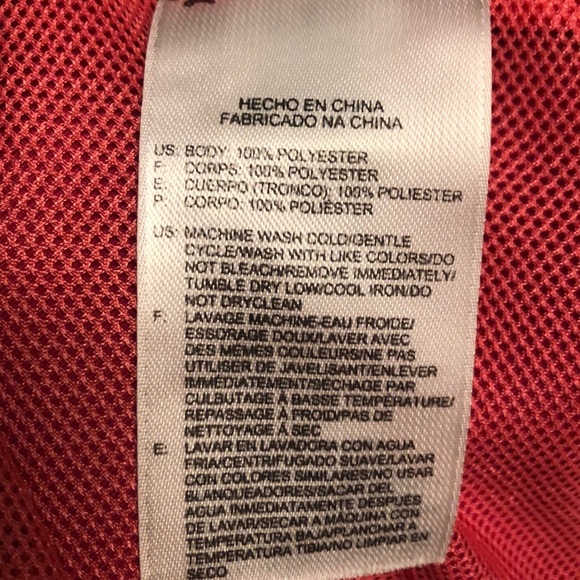 HECHO EN CHINA
FABRICADO NA CHINA
US: BODY: 100% POLYESTER
F: CORPS: 100% POLYESTER
E: CUERPO (TRONCO): 100% POLIESTER
P: CORPO: 100% POLIÉSTER
US: MACHINE WASH COLD/GENTLE
CYCLE/WASH WITH LIKE COLORS/DO
NOT BLEACH/REMOVE IMMEDIATELY/
TUMBLE DRY LOW/COOL IRON/DO
NOT DRYCLEAN
F: LAVAGE MACHINE-EAU FROIDE/
ESSORAGE DOUX/LAVER AVEC
DES MEMES COULEURS/NE PAS
UTILISER DE JAVELISANT/ENLEVER
IMMEDIATEMENT/SECHAGE PAR
CULBUTAGE À BASSE TEMPERATURE/
REPASSAGE À FROID/PAS DE
NETTOYAGE À SEC
E: LAVAR EN LAVADORA CON AGUA
FRIA/CENTRIFUGADO SUAVE/LAVAR
CON COLORES SIMILARES/NO USAR
BLANQUEADORES/SACAR DEL
AGUA INMEDIATAMENTE DESPUES
DE LAVAR/SECAR A MAQUINA CON
TEMPERATURA BAJA/PLANCHAR A
TEMPERATURA TIBIA/NO LIMPIAR EN
SECO